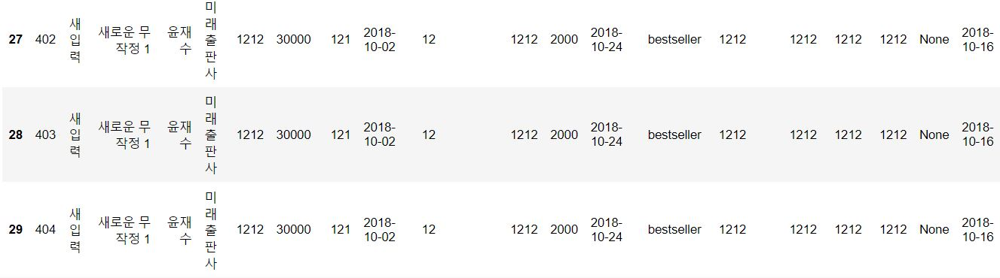 27 402 새입력 새로운 무작정 1 윤재수 미래출판사 1212 30000 121 2018-10-02 12 1212 2000 2018-10-24 bestseller 1212 1212 1212 1212 None 2018-10-16
28 403 새입력 새로운 무작정 1 윤재수 미래출판사 1212 30000 121 2018-10-02 12 1212 2000 2018-10-24 bestseller 1212 1212 1212 1212 None 2018-10-16
29 404 새입력 새로운 무작정 1 윤재수 미래출판사 1212 30000 121 2018-10-02 12 1212 2000 2018-10-24 bestseller 1212 1212 1212 1212 None 2018-10-16